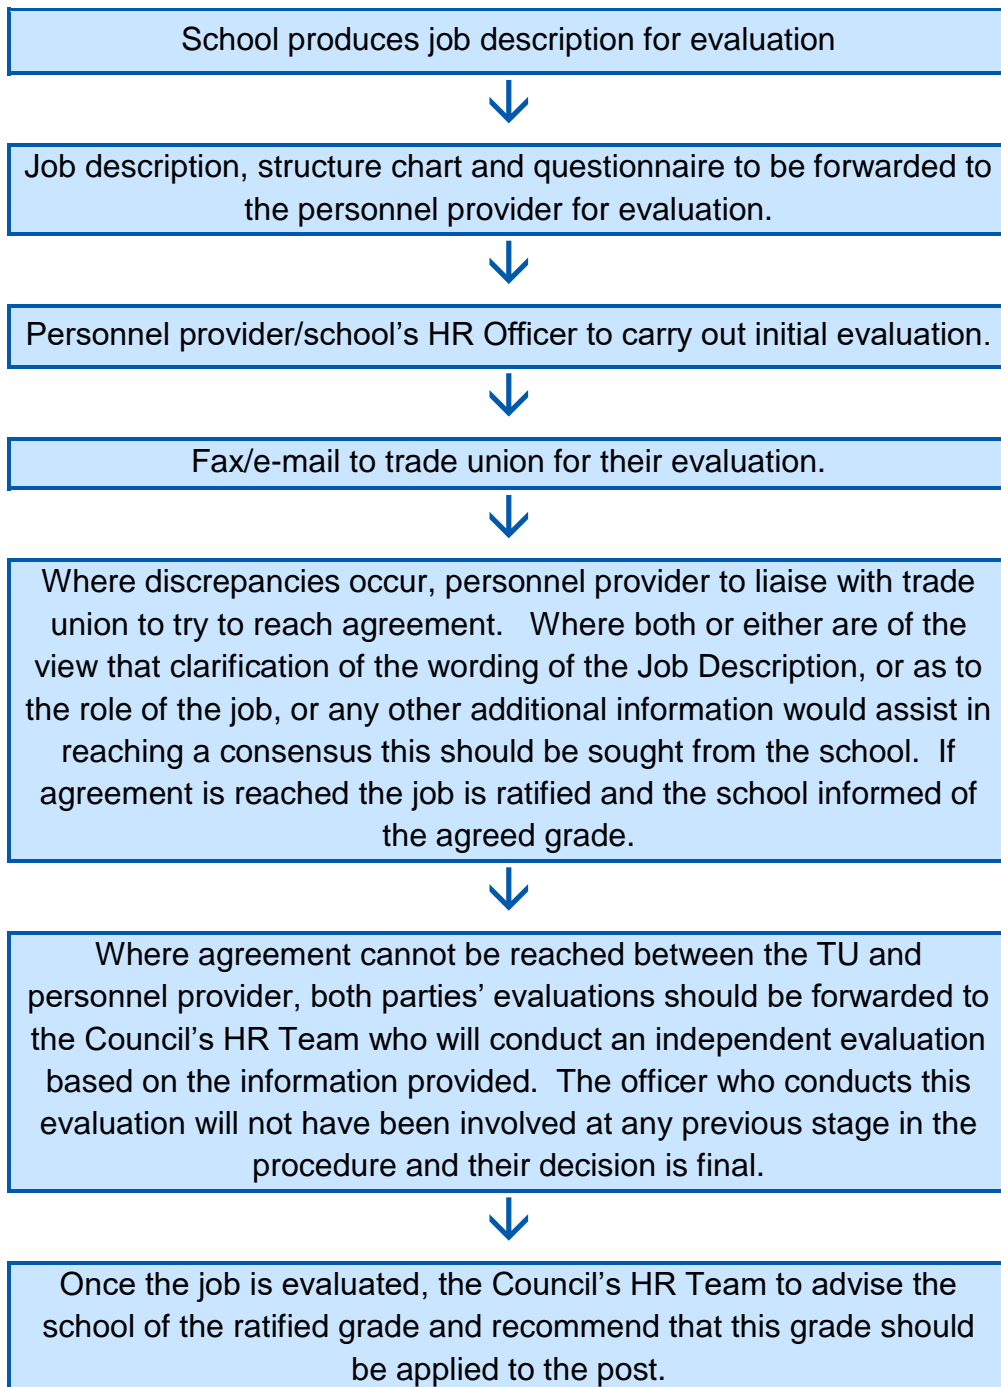 School produces job description for evaluation
Job description, structure chart and questionnaire to be forwarded to
the personnel provider for evaluation.
Personnel provider/school’s HR Officer to carry out initial evaluation.
Fax/e-mail to trade union for their evaluation.
Where discrepancies occur, personnel provider to liaise with trade
union to try to reach agreement.   Where both or either are of the
view that clarification of the wording of the Job Description, or as to
the role of the job, or any other additional information would assist in
reaching a consensus this should be sought from the school.  If
agreement is reached the job is ratified and the school informed of
the agreed grade.
Where agreement cannot be reached between the TU and
personnel provider, both parties’ evaluations should be forwarded to
the Council’s HR Team who will conduct an independent evaluation
based on the information provided.  The officer who conducts this
evaluation will not have been involved at any previous stage in the
procedure and their decision is final.
Once the job is evaluated, the Council’s HR Team to advise the
school of the ratified grade and recommend that this grade should
be applied to the post.